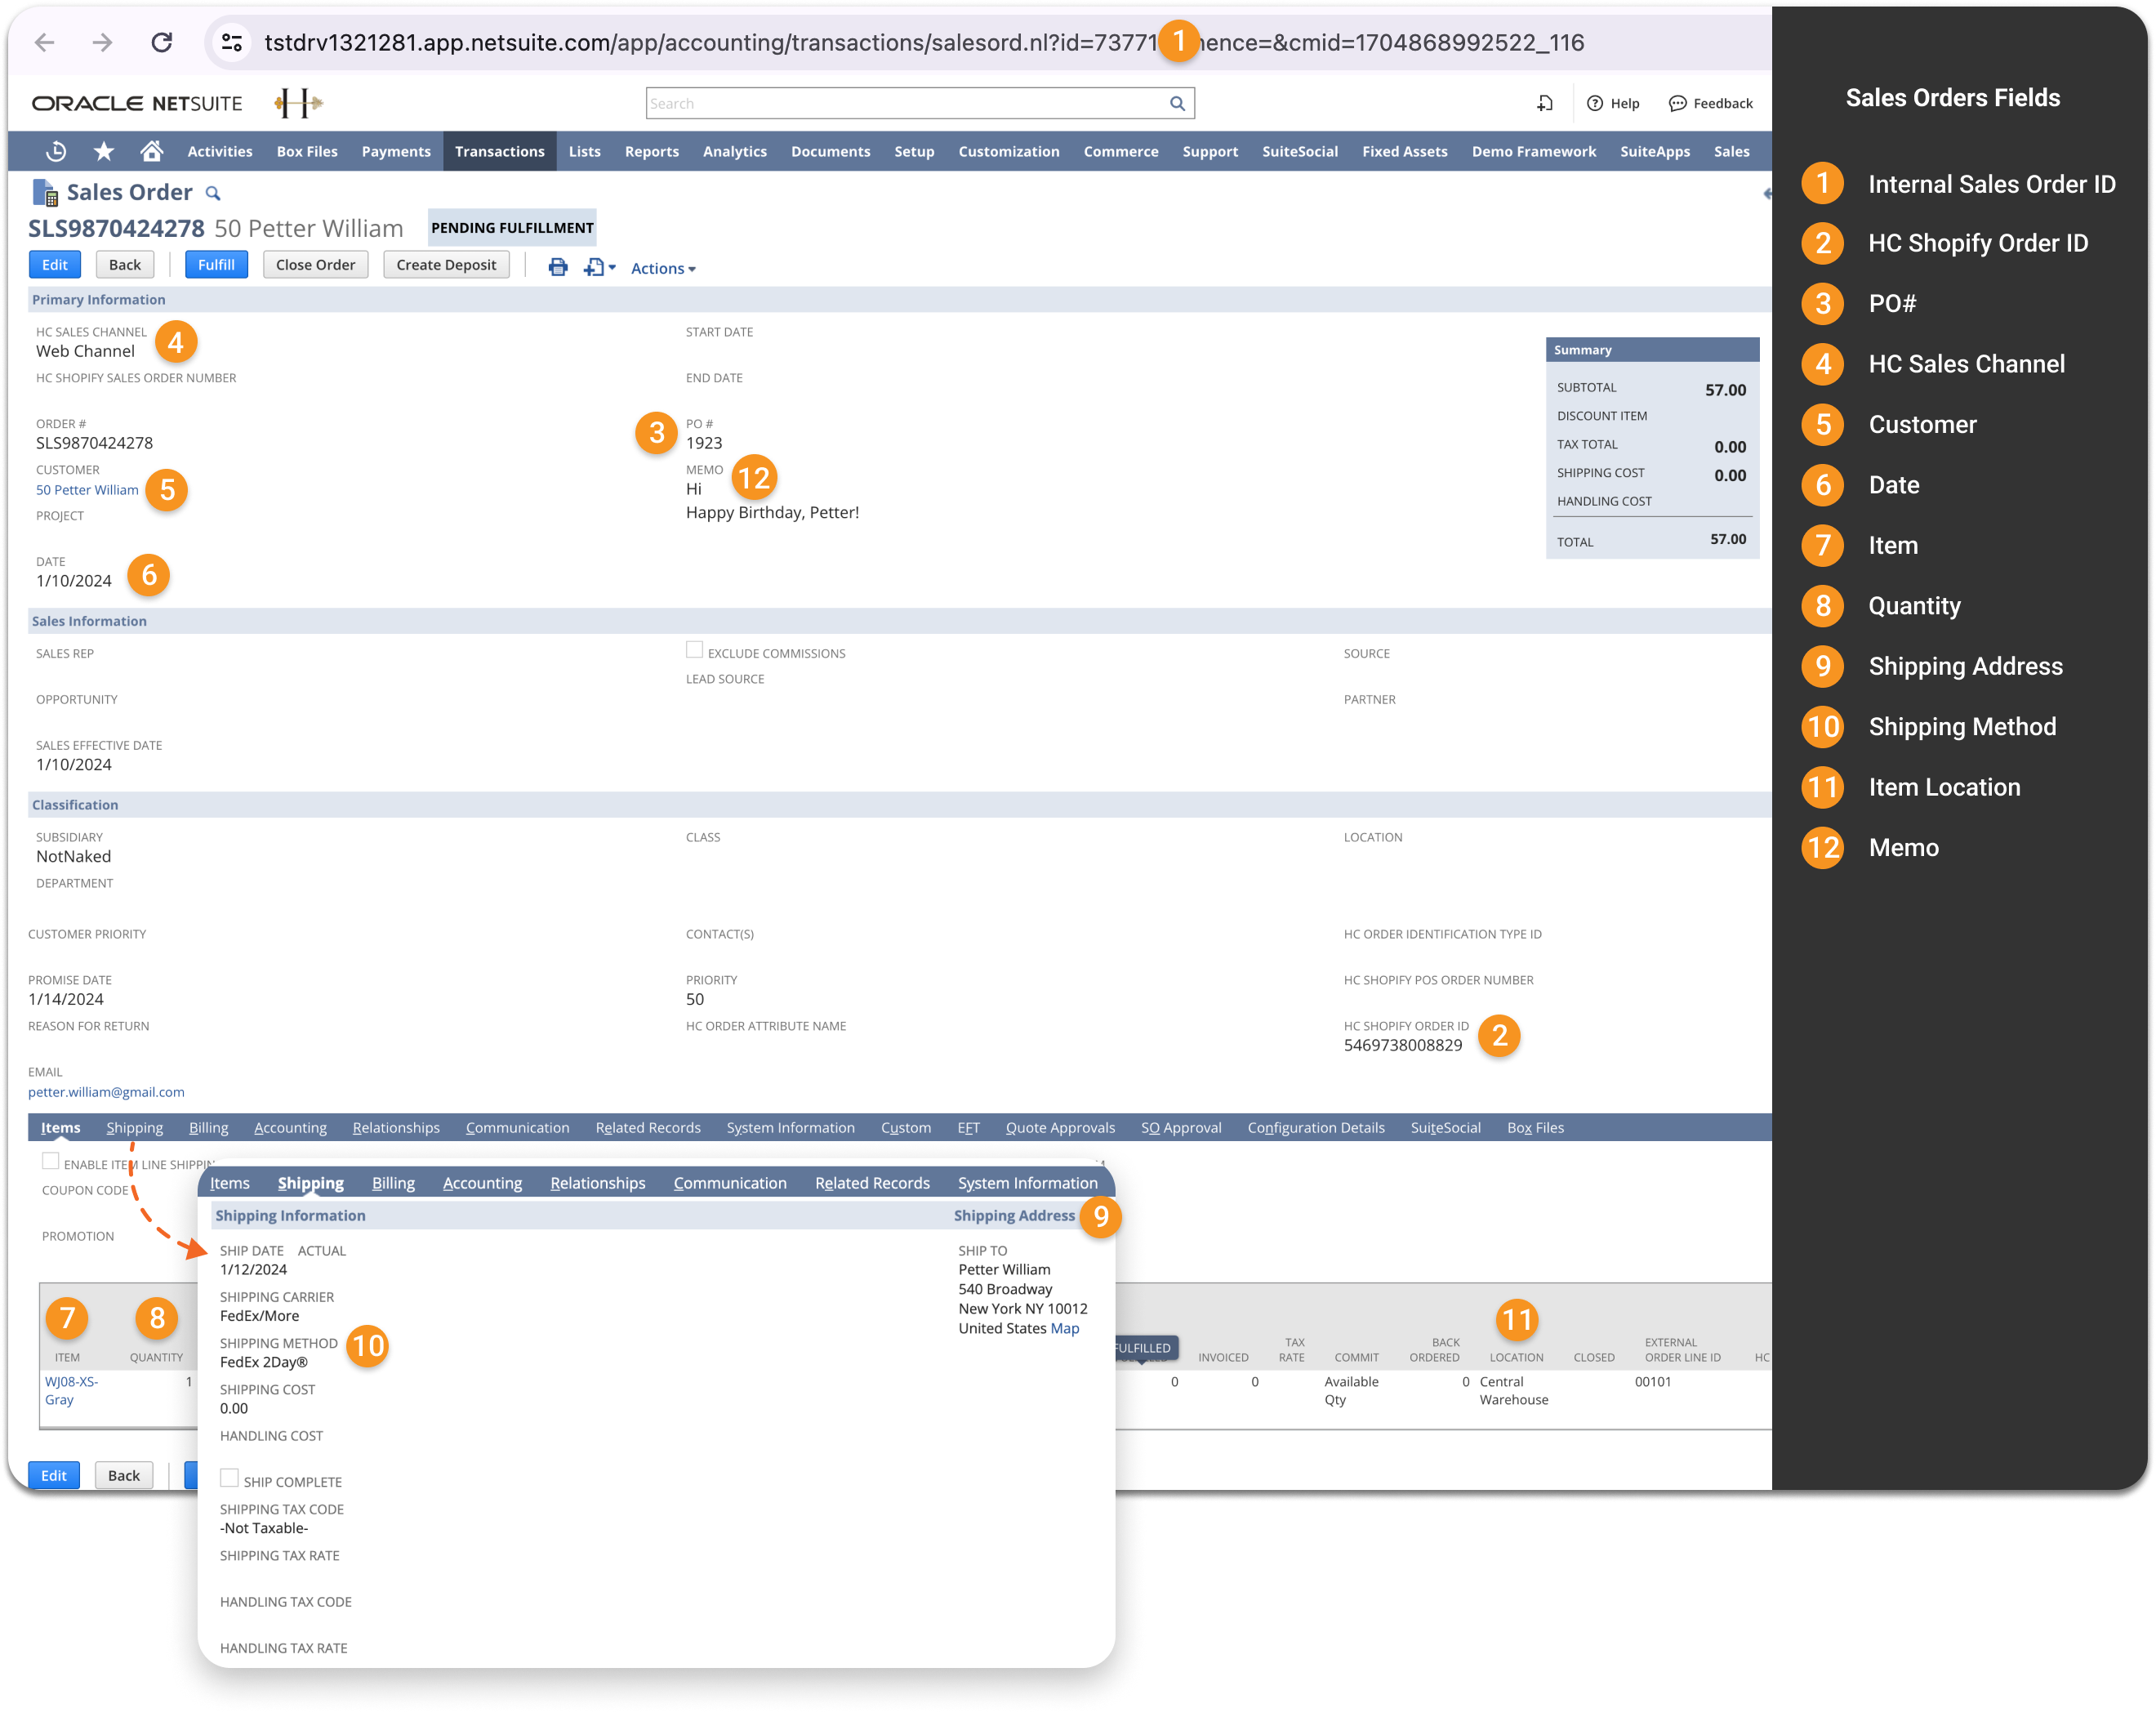 tstdrv1321281.app.netsuite.com/app/accounting/transactions/salesord.nl?id=73771 1 hence=&cmid=1704868992522_116
ORACLE NETSUITE H
Search
Help
Feedback
Activities Box Files Payments Transactions Lists Reports Analytics Documents Setup Customization Commerce Support SuiteSocial Fixed Assets Demo Framework SuiteApps Sales
Sales Order
SLS9870424278 50 Petter William PENDING FULFILLMENT
Edit Back Fulfill Close Order Create Deposit Actions
Primary Information
HC SALES CHANNEL
Web Channel
4
HC SHOPIFY SALES ORDER NUMBER
ORDER #
SLS9870424278
CUSTOMER
50 Petter William
5
PROJECT
DATE
1/10/2024
6
START DATE
END DATE
3
PO #
1923
MEMO
12
Hi
Happy Birthday, Petter!
Summary
SUBTOTAL 57.00
DISCOUNT ITEM
TAX TOTAL 0.00
SHIPPING COST 0.00
HANDLING COST
TOTAL 57.00
Sales Information
SALES REP
OPPORTUNITY
SALES EFFECTIVE DATE
1/10/2024
EXCLUDE COMMISSIONS
LEAD SOURCE
SOURCE
PARTNER
Classification
SUBSIDIARY
NotNaked
DEPARTMENT
CLASS
LOCATION
CUSTOMER PRIORITY
PROMISE DATE
1/14/2024
REASON FOR RETURN
EMAIL
petter.william@gmail.com
CONTACT(S)
PRIORITY
50
HC ORDER ATTRIBUTE NAME
HC ORDER IDENTIFICATION TYPE ID
HC SHOPIFY POS ORDER NUMBER
HC SHOPIFY ORDER ID
5469738008829
2
Items Shipping Billing Accounting Relationships Communication Related Records System Information Custom EFT Quote Approvals SO Approval Configuration Details SuiteSocial Box Files
ENABLE ITEM LINE SHIPPIN
COUPON CODE
PROMOTION
7 8
ITEM QUANTITY
WJ08-XS-
Gray
1
Items Shipping Billing Accounting Relationships Communication Related Records System Information
Shipping Information
SHIP DATE ACTUAL
1/12/2024
SHIPPING CARRIER
FedEx/More
SHIPPING METHOD
FedEx 2Day®
10
SHIPPING COST
0.00
HANDLING COST
SHIP COMPLETE
SHIPPING TAX CODE
-Not Taxable-
SHIPPING TAX RATE
HANDLING TAX CODE
HANDLING TAX RATE
Shipping Address
9
SHIP TO
Petter William
540 Broadway
New York NY 10012
United States Map
11
ULFILLED INVOICED TAX RATE COMMIT BACK ORDERED LOCATION CLOSED EXTERNAL ORDER LINE ID HC
0 0 Available Qty 0 Central Warehouse 00101
Edit Back
Sales Orders Fields
1 Internal Sales Order ID
2 HC Shopify Order ID
3 PO#
4 HC Sales Channel
5 Customer
6 Date
7 Item
8 Quantity
9 Shipping Address
10 Shipping Method
11 Item Location
12 Memo